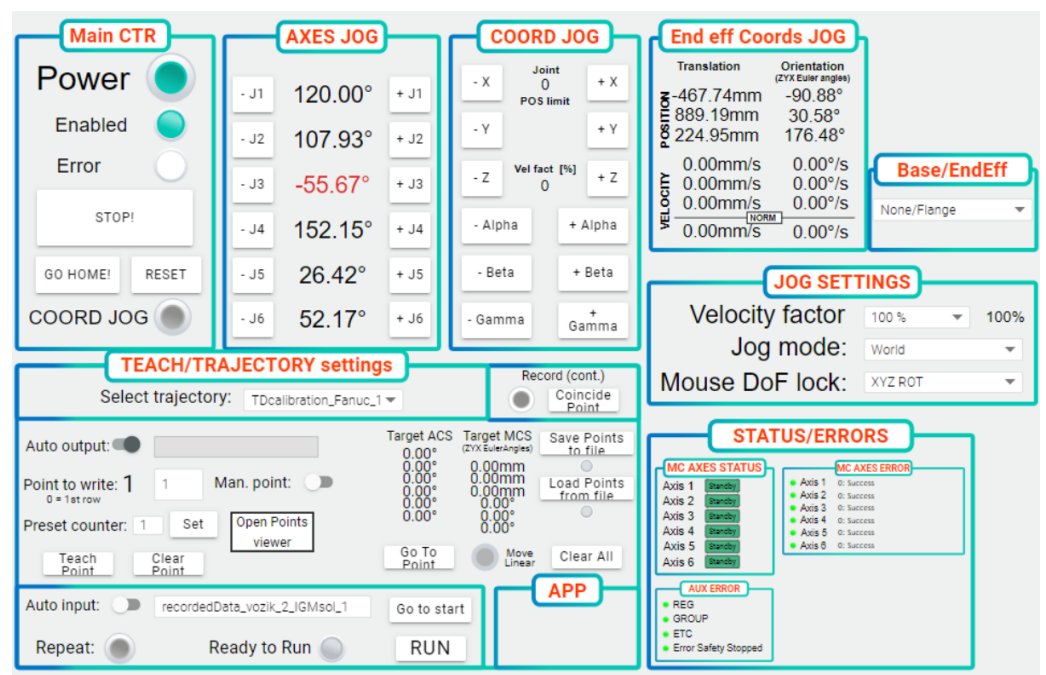 Main CTR
Power
Enabled
Error
STOP!
GO HOME!
RESET
COORD JOG
AXES JOG
- J1 120.00° + J1
- J2 107.93° + J2
- J3 -55.67° + J3
- J4 152.15° + J4
- J5 26.42° + J5
- J6 52.17° + J6
COORD JOG
- X
Joint
0
POS limit
+ X
- Y
+ Y
- Z
Vel fact [%]
0
+ Z
- Alpha
+ Alpha
- Beta
+ Beta
- Gamma
+
Gamma
End eff Coords JOG
Translation
Orientation
(ZYX Euler angles)
POSITION
-467.74mm -90.88°
889.19mm 30.58°
224.95mm 176.48°
VELOCITY
0.00mm/s 0.00°/s
0.00mm/s 0.00°/s
0.00mm/s 0.00°/s
NORM
0.00mm/s 0.00°/s
Base/EndEff
None/Flange
JOG SETTINGS
Velocity factor 100 % 100%
Jog mode: World
Mouse DoF lock: XYZ ROT
TEACH/TRAJECTORY settings
Select trajectory: TDcalibration_Fanuc_1
Record (cont.)
Coincide
Point
Auto output:
Point to write: 1
0 = 1st row
1
Man. point:
Preset counter: 1 Set
Open Points
viewer
Teach
Point
Clear
Point
Target ACS
0.00°
0.00°
0.00°
0.00°
0.00°
0.00°
Target MCS
(ZYX EulerAngles)
0.00mm
0.00mm
0.00mm
0.00°
0.00°
0.00°
Save Points
to file
Load Points
from file
Go To
Point
Move
Linear
Clear All
Auto input: recordedData_vozik_2_IGMsol_1 Go to start
Repeat: Ready to Run RUN
APP
STATUS/ERRORS
MC AXES STATUS
Axis 1 Standby
Axis 2 Standby
Axis 3 Standby
Axis 4 Standby
Axis 5 Standby
Axis 6 Standby
MC AXES ERROR
Axis 1 0: Success
Axis 2 0: Success
Axis 3 0: Success
Axis 4 0: Success
Axis 5 0: Success
Axis 6 0: Success
AUX ERROR
REG
GROUP
ETC
Error Safety Stopped